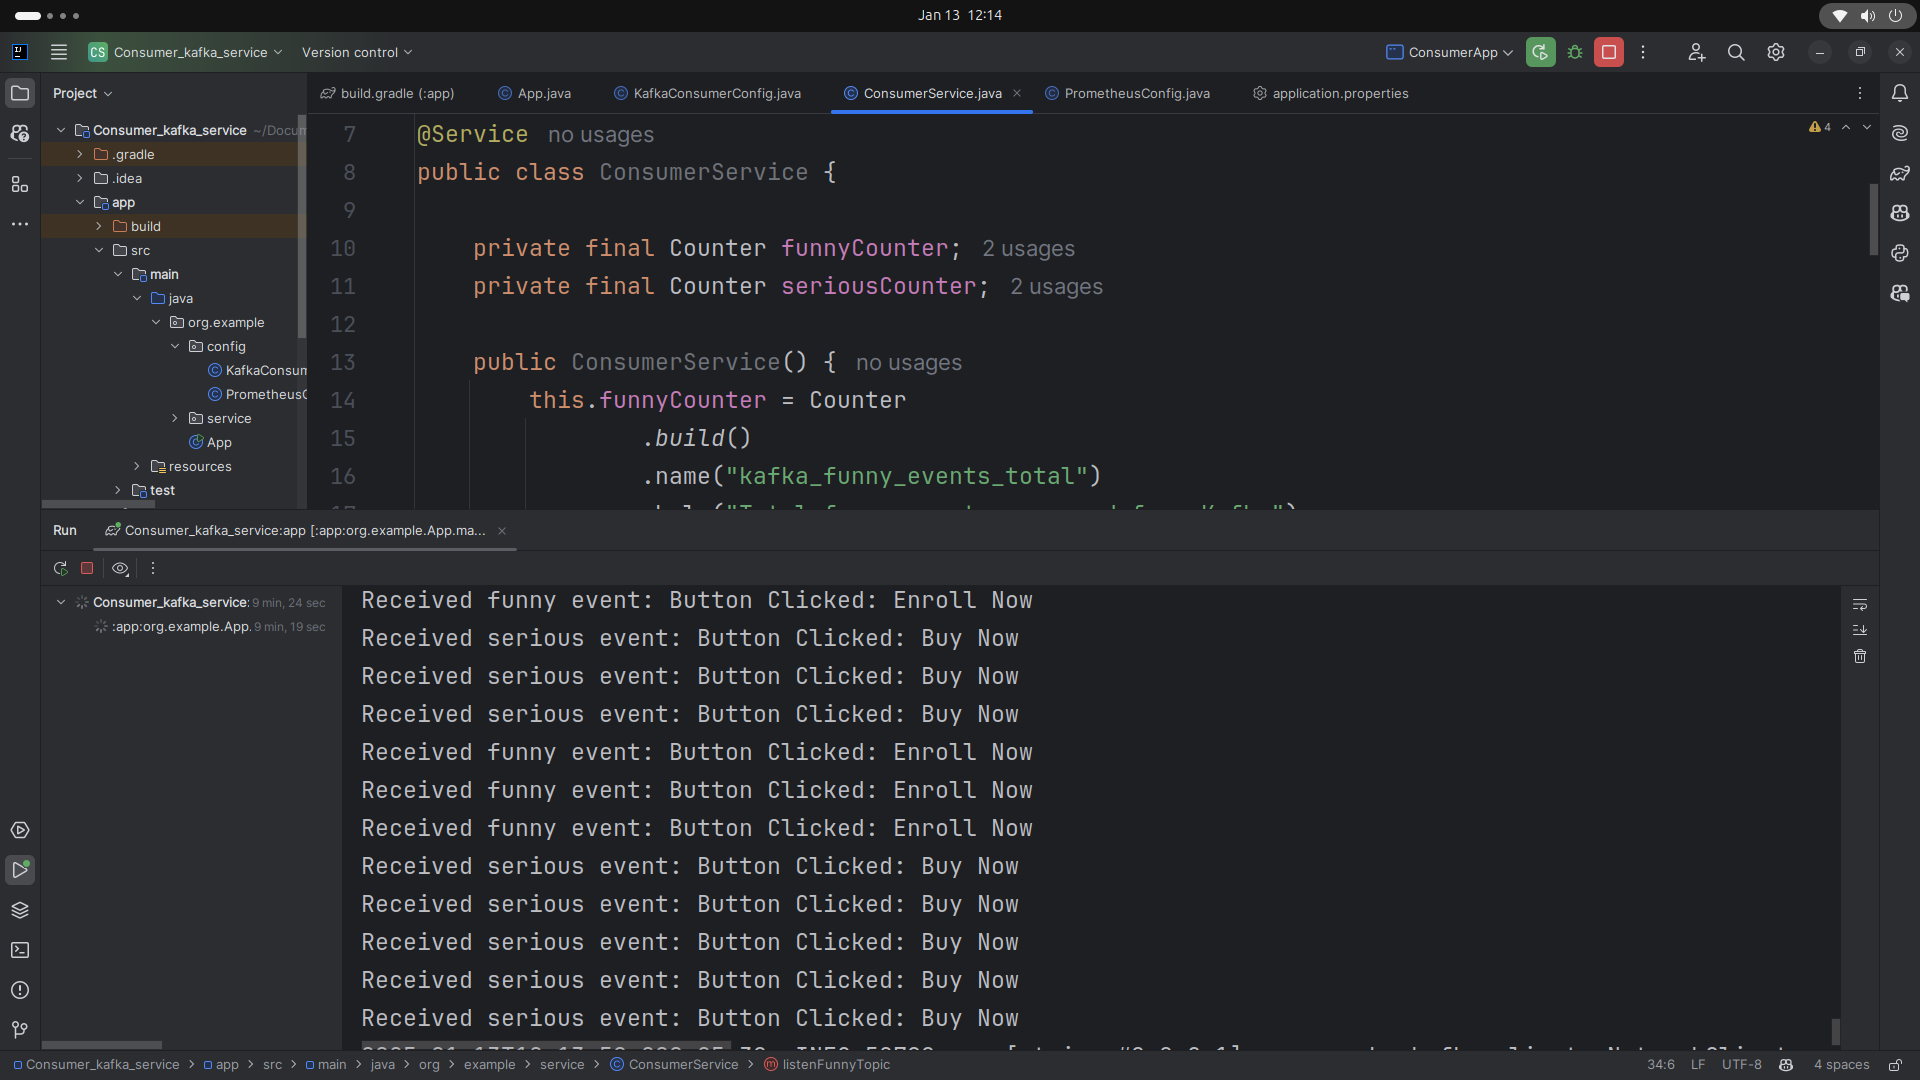 Jan 13 12:14
CS Consumer_kafka_service
Version control
ConsumerApp
Project
build.gradle (:app)
App.java
KafkaConsumerConfig.java
ConsumerService.java
PrometheusConfig.java
application.properties
Consumer_kafka_service ~/Docum
.gradle
.idea
app
build
src
main
java
org.example
config
KafkaConsum
PrometheusC
service
App
resources
test
4
7 @Service no usages
8 public class ConsumerService {
9
10 private final Counter funnyCounter; 2 usages
11 private final Counter seriousCounter; 2 usages
12
13 public ConsumerService() { no usages
14 this.funnyCounter = Counter
15 .build()
16 .name("kafka_funny_events_total")
Run
Consumer_kafka_service:app [:app:org.example.App.ma...
Consumer_kafka_service: 9 min, 24 sec
:app:org.example.App. 9 min, 19 sec
Received funny event: Button Clicked: Enroll Now
Received serious event: Button Clicked: Buy Now
Received serious event: Button Clicked: Buy Now
Received serious event: Button Clicked: Buy Now
Received funny event: Button Clicked: Enroll Now
Received funny event: Button Clicked: Enroll Now
Received funny event: Button Clicked: Enroll Now
Received serious event: Button Clicked: Buy Now
Received serious event: Button Clicked: Buy Now
Received serious event: Button Clicked: Buy Now
Received serious event: Button Clicked: Buy Now
Received serious event: Button Clicked: Buy Now
Consumer_kafka_service > app > src > main > java > org > example > service > ConsumerService > listenFunnyTopic
34:6 LF UTF-8 4 spaces